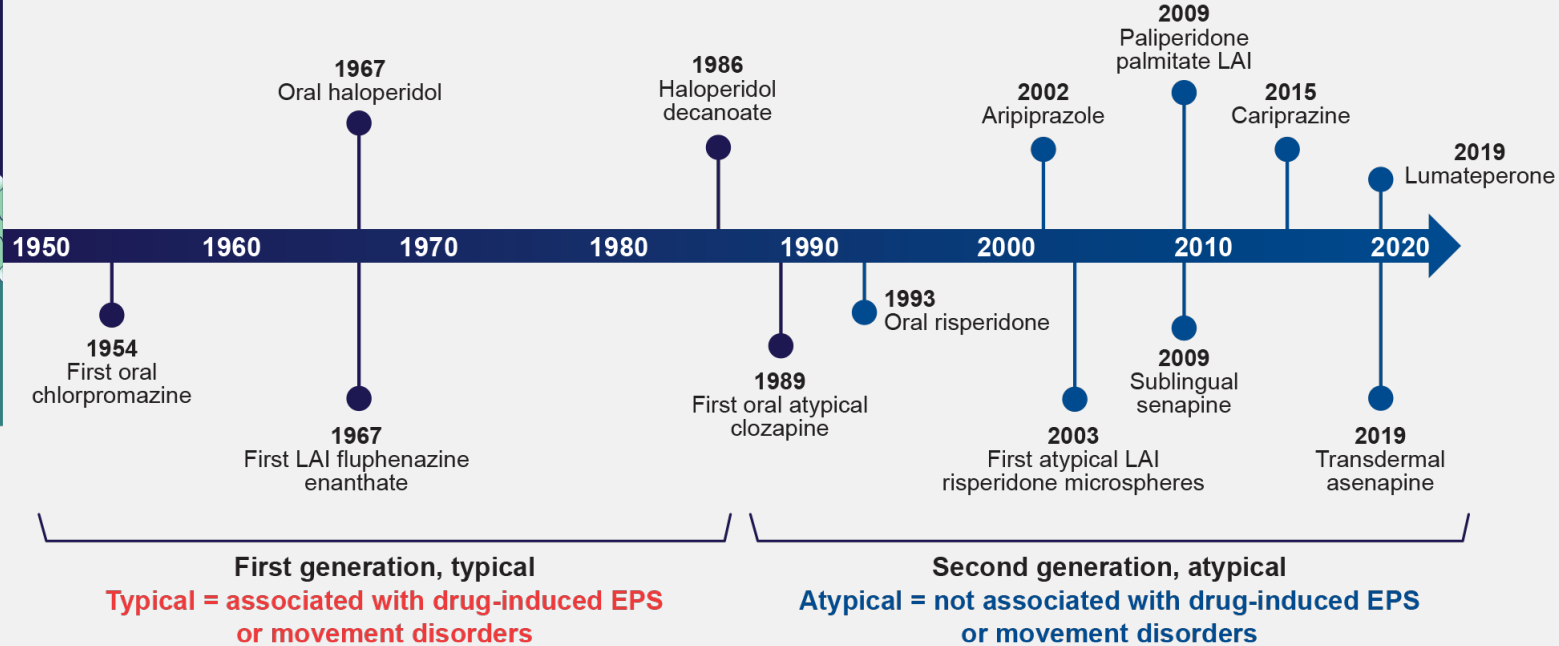 2009
Paliperidone
palmitate LAI
1967
Oral haloperidol
1986
Haloperidol
decanoate
2002
Aripiprazole
2015
Cariprazine
2019
Lumateperone
1950
1960
1970
1980
1990
2000
2010
2020
1954
First oral
chlorpromazine
1967
First LAI fluphenazine
enanthate
1989
First oral atypical
clozapine
1993
Oral risperidone
2003
First atypical LAI
risperidone microspheres
2009
Sublingual
senapine
2019
Transdermal
asenapine
First generation, typical
Typical = associated with drug-induced EPS
or movement disorders
Second generation, atypical
Atypical = not associated with drug-induced EPS
or movement disorders